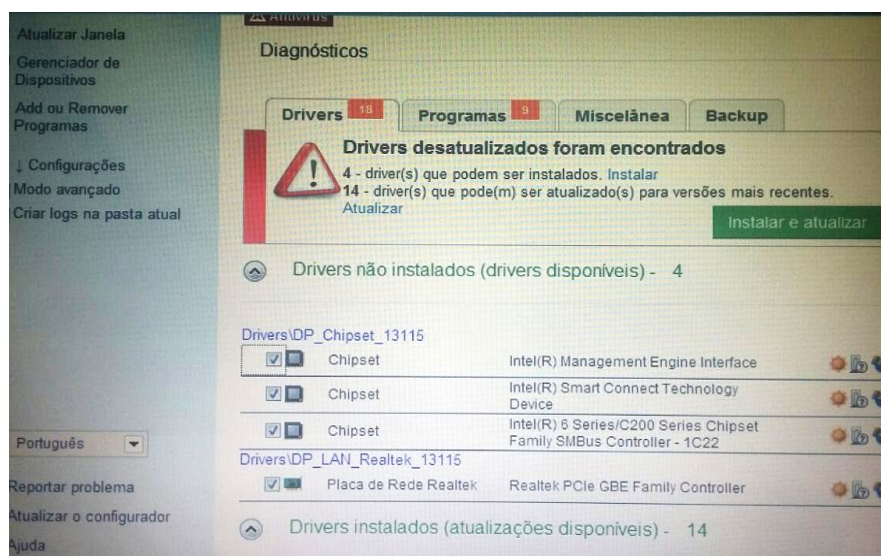 Antivírus
Atualizar Janela
Gerenciador de
Dispositivos
Add ou Remover
Programas
↓ Configurações
Modo avançado
Criar logs na pasta atual
Português
Reportar problema
Atualizar o configurador
Ajuda
Diagnósticos
Drivers 18
Programas 9
Miscelânea
Backup
Drivers desatualizados foram encontrados
4 - driver(s) que podem ser instalados. Instalar
14 - driver(s) que pode(m) ser atualizado(s) para versões mais recentes.
Atualizar
Instalar e atualizar
Drivers não instalados (drivers disponíveis) - 4
Drivers\DP_Chipset_13115
Chipset Intel(R) Management Engine Interface
Chipset Intel(R) Smart Connect Technology
Device
Chipset Intel(R) 6 Series/C200 Series Chipset
Family SMBus Controller - 1C22
Drivers\DP_LAN_Realtek_13115
Placa de Rede Realtek Realtek PCIe GBE Family Controller
Drivers instalados (atualizações disponíveis) - 14